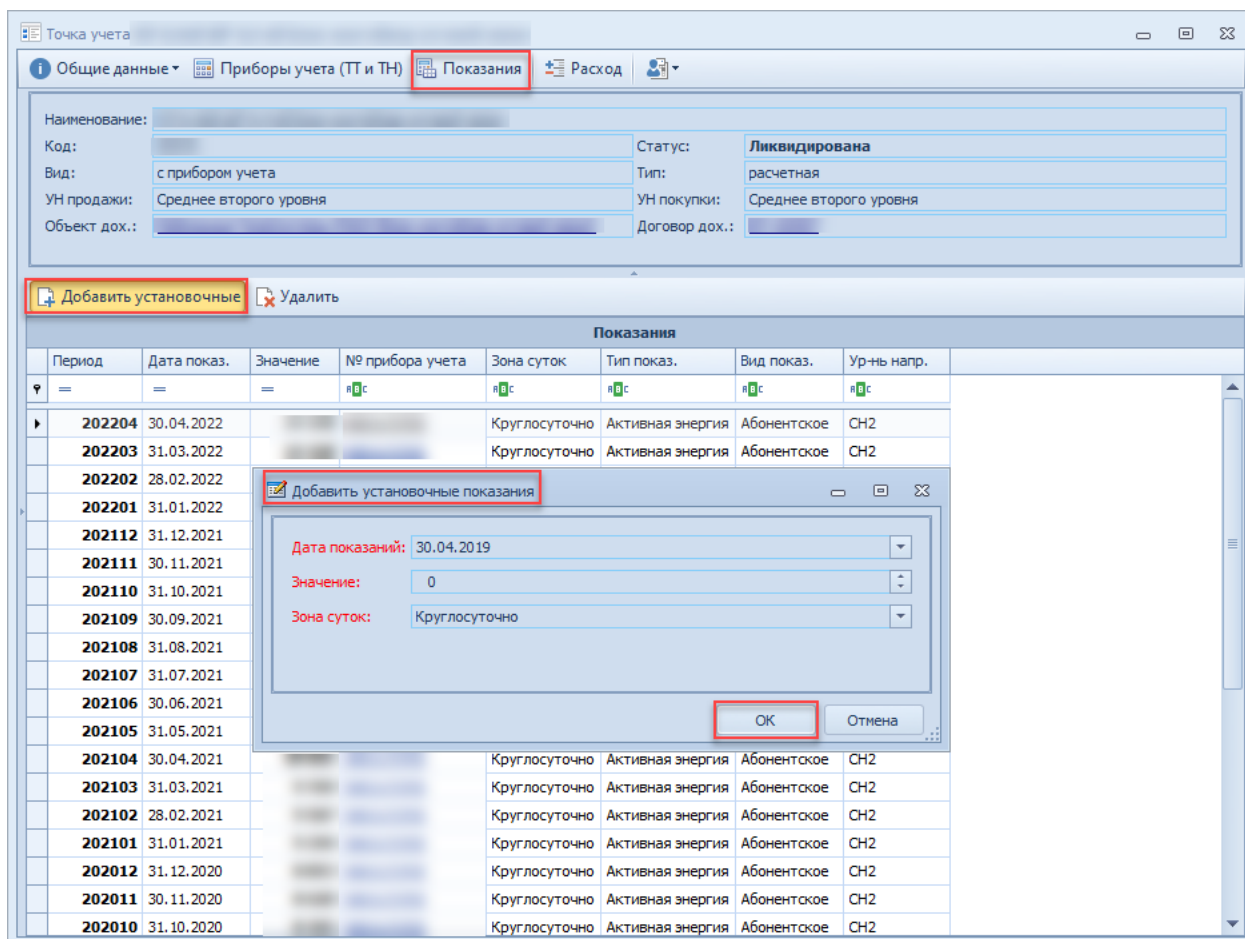 Точка учета
Общие данные Приборы учета (ТТ и ТН) Показания Расход
Наименование:
Код: Статус: Ликвидирована
Вид: с прибором учета Тип: расчетная
УН продажи: Среднее второго уровня УН покупки: Среднее второго уровня
Объект дох.: Договор дох.:
Добавить установочные Удалить
Показания
Период Дата показ. Значение № прибора учета Зона суток Тип показ. Вид показ. Ур-нь напр.
= = = ABC ABC ABC ABC ABC
202204 30.04.2022 Круглосуточно Активная энергия Абонентское СН2
202203 31.03.2022 Круглосуточно Активная энергия Абонентское СН2
202202 28.02.2022
202201 31.01.2022
202112 31.12.2021
202111 30.11.2021
202110 31.10.2021
202109 30.09.2021
202108 31.08.2021
202107 31.07.2021
202106 30.06.2021
202105 31.05.2021
Добавить установочные показания
Дата показаний: 30.04.2019
Значение: 0
Зона суток: Круглосуточно
ОК Отмена
202104 30.04.2021 Круглосуточно Активная энергия Абонентское СН2
202103 31.03.2021 Круглосуточно Активная энергия Абонентское СН2
202102 28.02.2021 Круглосуточно Активная энергия Абонентское СН2
202101 31.01.2021 Круглосуточно Активная энергия Абонентское СН2
202012 31.12.2020 Круглосуточно Активная энергия Абонентское СН2
202011 30.11.2020 Круглосуточно Активная энергия Абонентское СН2
202010 31.10.2020 Круглосуточно Активная энергия Абонентское СН2